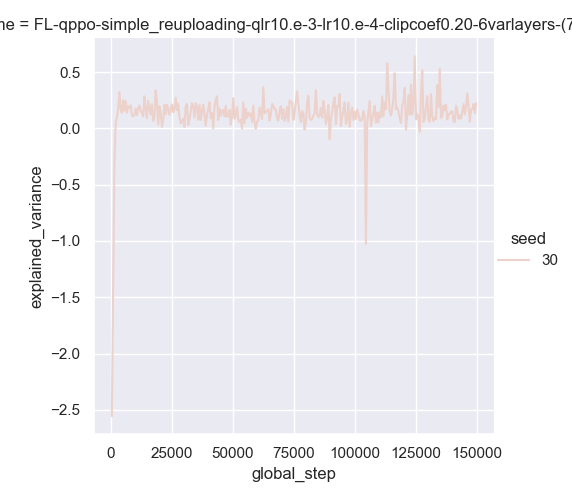 me = FL-qppo-simple_reuploading-qlr10.e-3-lr10.e-4-clipcoef0.20-6varlayers-(7
0.5
0.0
−0.5
−1.0
−1.5
−2.0
−2.5
explained_variance
0 25000 50000 75000 100000 125000 150000
global_step
seed
30